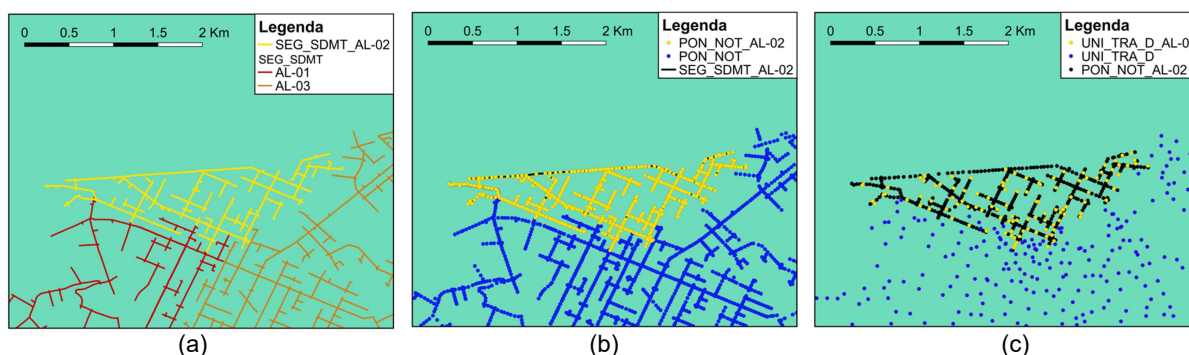 Legenda
0 0.5 1 1.5 2 Km
SEG_SDMT_AL-02
SEG_SDMT
AL-01
AL-03
(a)
Legenda
0 0.5 1 1.5 2 Km
PON_NOT_AL-02
PON_NOT
SEG_SDMT_AL-02
(b)
Legenda
0 0.5 1 1.5 2 Km
UNI_TRA_D_AL-0
UNI_TRA_D
PON_NOT_AL-02
(c)